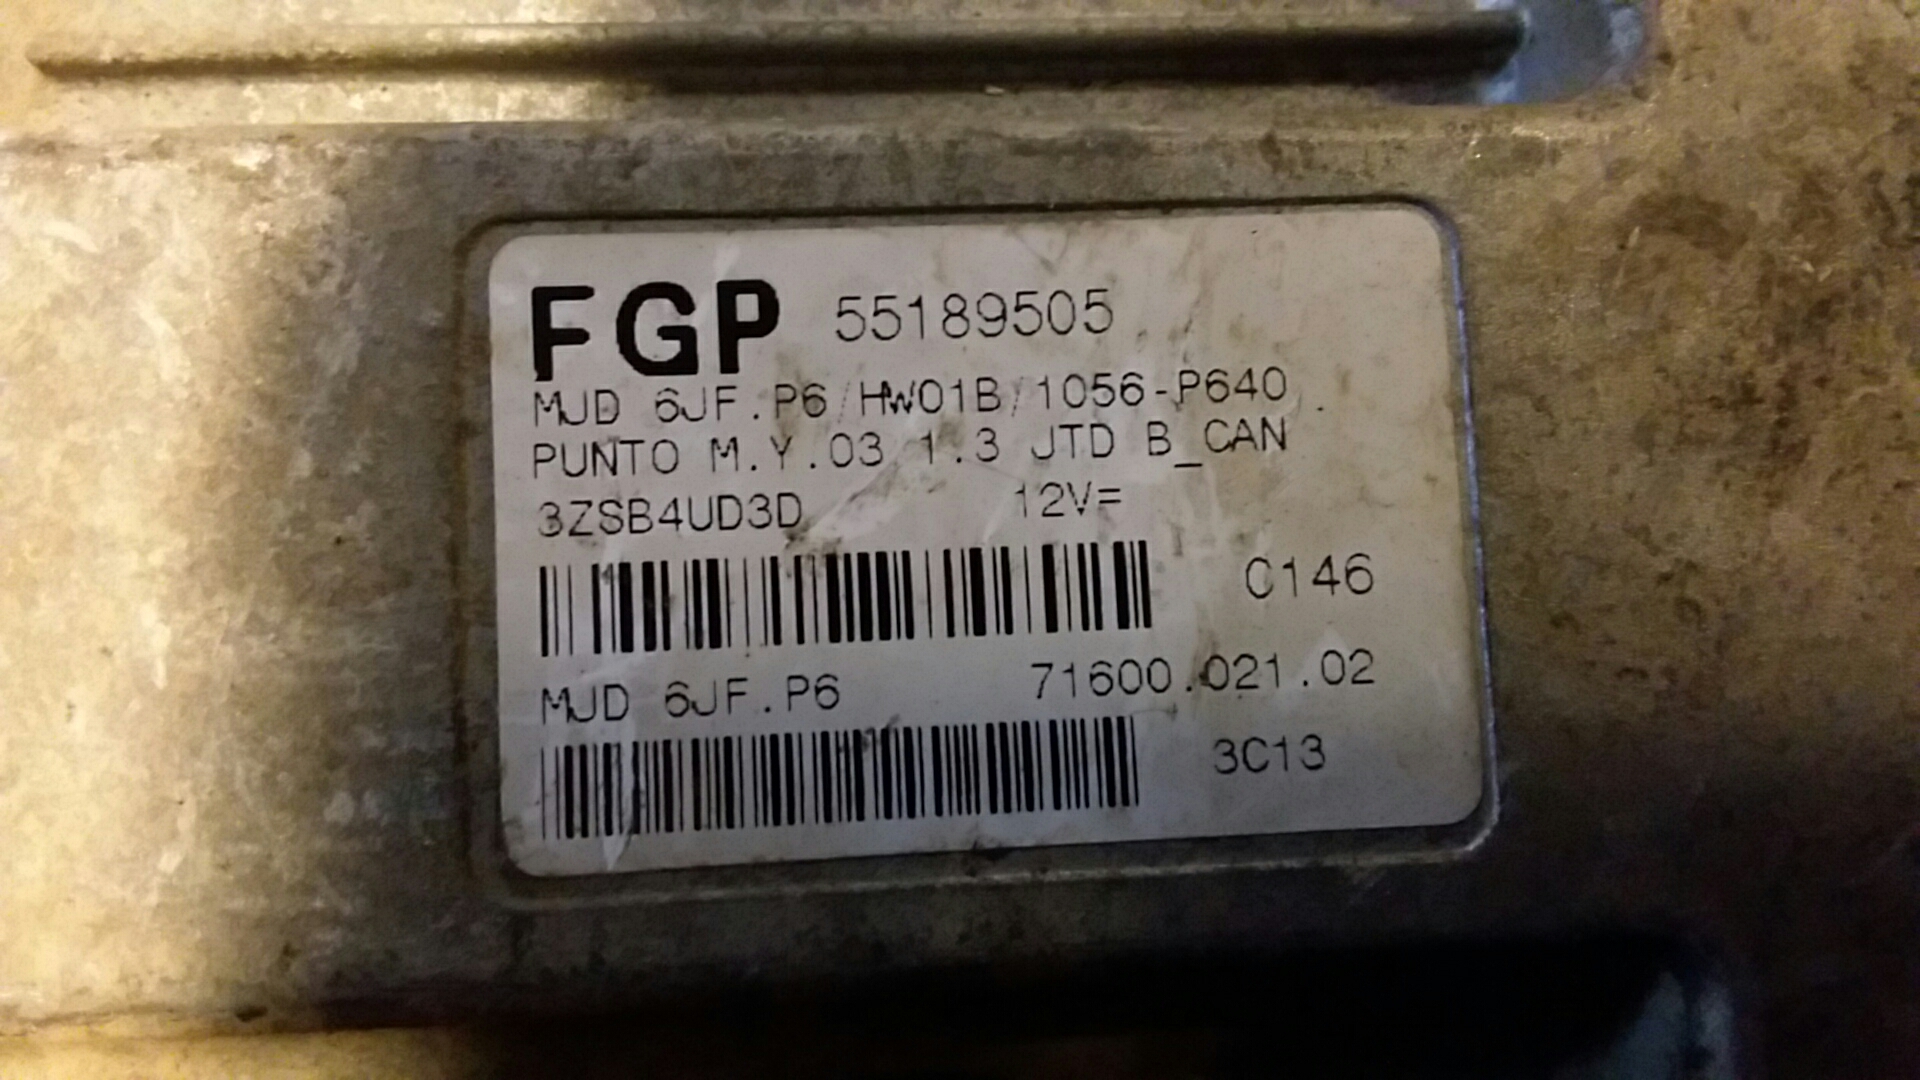 FGP 55189505
MJD 6JF.P6/HW01B/1056-P640
PUNTO M.Y.03 1.3 JTD B_CAN
3ZSB4UD3D 12V=
C146
MJD 6JF.P6 71600.021.02
3C13